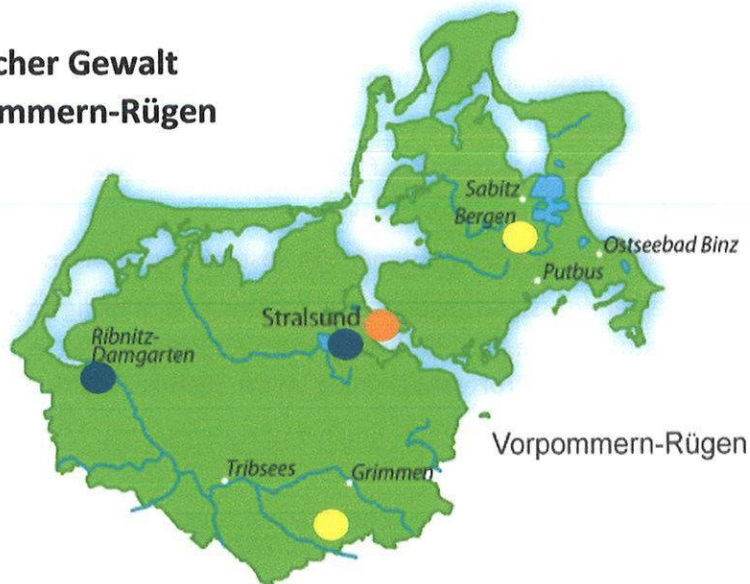 cher Gewalt
mmern-Rügen
Sabitz
Bergen
Ostseebad Binz
Putbus
Stralsund
Ribnitz-
Damgarten
Vorpommern-Rügen
Tribsees
Grimmen